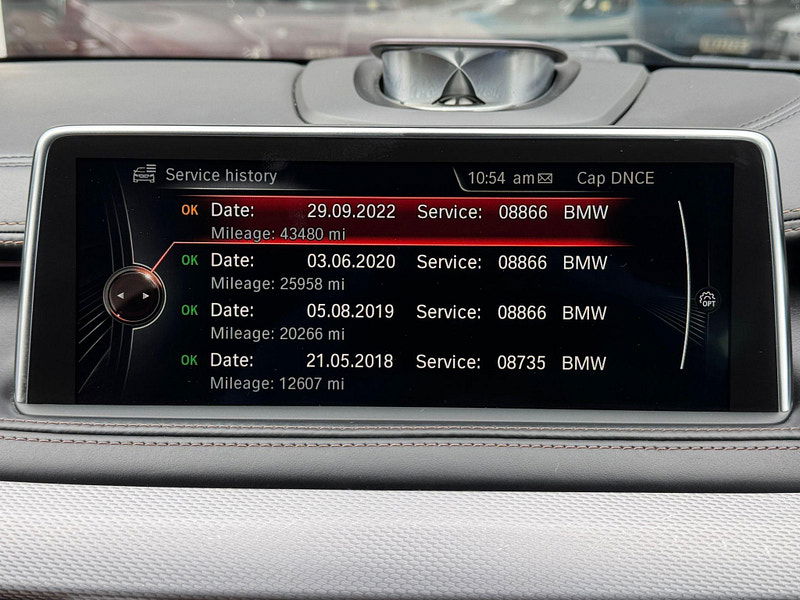 Service history 10:54 am Cap DNCE
OK Date: 29.09.2022 Service: 08866 BMW
Mileage: 43480 mi
OK Date: 03.06.2020 Service: 08866 BMW
Mileage: 25958 mi
OK Date: 05.08.2019 Service: 08866 BMW
Mileage: 20266 mi
OK Date: 21.05.2018 Service: 08735 BMW
Mileage: 12607 mi
OPT